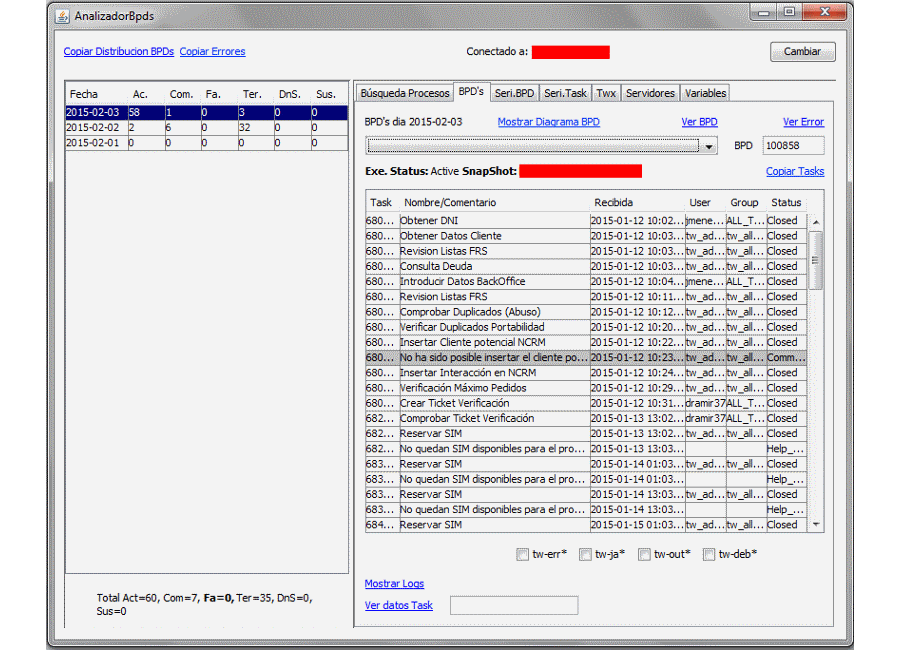 AnalizadorBpds
Copiar Distribucion BPDs Copiar Errores
Conectado a:
Cambiar
Fecha Ac. Com. Fa. Ter. DnS. Sus.
2015-02-03 58 1 0 3 0 0
2015-02-02 2 6 0 32 0 0
2015-02-01 0 0 0 0 0 0
Total Act=60, Com=7, Fa=0, Ter=35, DnS=0,
Sus=0
Búsqueda Procesos BPD's Seri.BPD Seri.Task Twx Servidores Variables
BPD's dia 2015-02-03 Mostrar Diagrama BPD Ver BPD Ver Error
BPD 100858
Exe. Status: Active SnapShot: Copiar Tasks
Task Nombre/Comentario Recibida User Group Status
680... Obtener DNI 2015-01-12 10:02... jmene... ALL_T... Closed
680... Obtener Datos Cliente 2015-01-12 10:03... tw_ad... tw_all... Closed
680... Revision Listas FRS 2015-01-12 10:03... tw_ad... tw_all... Closed
680... Consulta Deuda 2015-01-12 10:03... tw_ad... tw_all... Closed
680... Introducir Datos BackOffice 2015-01-12 10:04... jmene... ALL_T... Closed
680... Revision Listas FRS 2015-01-12 10:11... tw_ad... tw_all... Closed
680... Comprobar Duplicados (Abuso) 2015-01-12 10:12... tw_ad... tw_all... Closed
680... Verificar Duplicados Portabilidad 2015-01-12 10:20... tw_ad... tw_all... Closed
680... Insertar Cliente potencial NCRM 2015-01-12 10:22... tw_ad... tw_all... Closed
680... No ha sido posible insertar el cliente po... 2015-01-12 10:23... tw_ad... tw_all... Comm...
680... Insertar Interacción en NCRM 2015-01-12 10:24... tw_ad... tw_all... Closed
680... Verificación Máximo Pedidos 2015-01-12 10:29... tw_ad... tw_all... Closed
680... Crear Ticket Verificación 2015-01-12 10:31... dramir37 ALL_T... Closed
682... Comprobar Ticket Verificación 2015-01-13 13:02... dramir37 ALL_T... Closed
682... Reservar SIM 2015-01-13 13:02... tw_ad... tw_all... Closed
682... No quedan SIM disponibles para el pro... 2015-01-13 13:03... Help_...
683... Reservar SIM 2015-01-14 01:03... tw_ad... tw_all... Closed
683... No quedan SIM disponibles para el pro... 2015-01-14 01:03... Help_...
683... Reservar SIM 2015-01-14 13:03... tw_ad... tw_all... Closed
683... No quedan SIM disponibles para el pro... 2015-01-14 13:03... Help_...
684... Reservar SIM 2015-01-15 01:03... tw_ad... tw_all... Closed
tw-err* tw-ja* tw-out* tw-deb*
Mostrar Logs
Ver datos Task